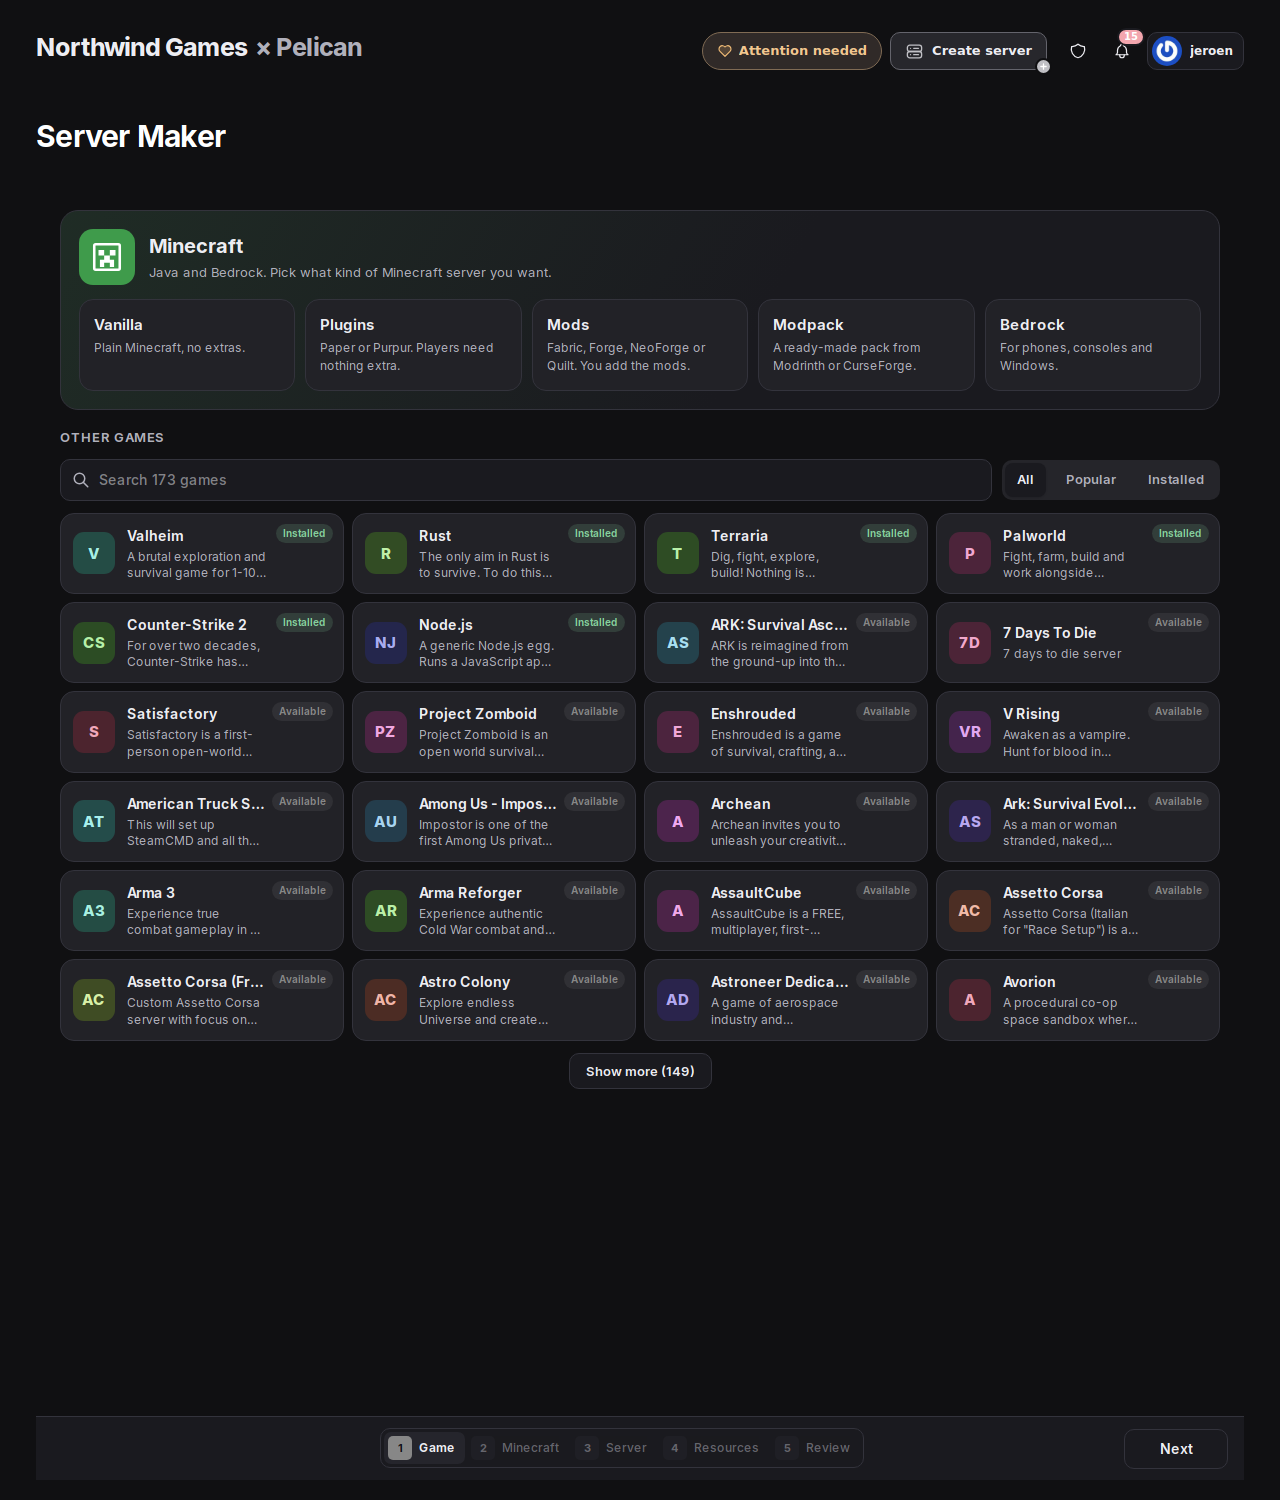 Northwind Games × Pelican
Attention needed
Create server
15
jeroen
Server Maker
Minecraft
Java and Bedrock. Pick what kind of Minecraft server you want.
Vanilla
Plain Minecraft, no extras.
Plugins
Paper or Purpur. Players need
nothing extra.
Mods
Fabric, Forge, NeoForge or
Quilt. You add the mods.
Modpack
A ready-made pack from
Modrinth or CurseForge.
Bedrock
For phones, consoles and
Windows.
OTHER GAMES
Search 173 games
All
Popular
Installed
V
Valheim
Installed
A brutal exploration and
survival game for 1-10...
R
Rust
Installed
The only aim in Rust is
to survive. To do this...
T
Terraria
Installed
Dig, fight, explore,
build! Nothing is...
P
Palworld
Installed
Fight, farm, build and
work alongside...
CS
Counter-Strike 2
Installed
For over two decades,
Counter-Strike has...
NJ
Node.js
Installed
A generic Node.js egg.
Runs a JavaScript ap...
AS
ARK: Survival Asc...
Available
ARK is reimagined from
the ground-up into th...
7D
7 Days To Die
Available
7 days to die server
S
Satisfactory
Available
Satisfactory is a first-
person open-world...
PZ
Project Zomboid
Available
Project Zomboid is an
open world survival...
E
Enshrouded
Available
Enshrouded is a game
of survival, crafting, a...
VR
V Rising
Available
Awaken as a vampire.
Hunt for blood in...
AT
American Truck S...
Available
This will set up
SteamCMD and all th...
AU
Among Us - Impos...
Available
Impostor is one of the
first Among Us privat...
A
Archean
Available
Archean invites you to
unleash your creativit...
AS
Ark: Survival Evol...
Available
As a man or woman
stranded, naked,...
A3
Arma 3
Available
Experience true
combat gameplay in ...
AR
Arma Reforger
Available
Experience authentic
Cold War combat and...
A
AssaultCube
Available
AssaultCube is a FREE,
multiplayer, first-...
AC
Assetto Corsa
Available
Assetto Corsa (Italian
for "Race Setup") is a...
AC
Assetto Corsa (Fr...
Available
Custom Assetto Corsa
server with focus on...
AC
Astro Colony
Available
Explore endless
Universe and create...
AD
Astroneer Dedica...
Available
A game of aerospace
industry and...
A
Avorion
Available
A procedural co-op
space sandbox wher...
Show more (149)
1 Game
2 Minecraft
3 Server
4 Resources
5 Review
Next